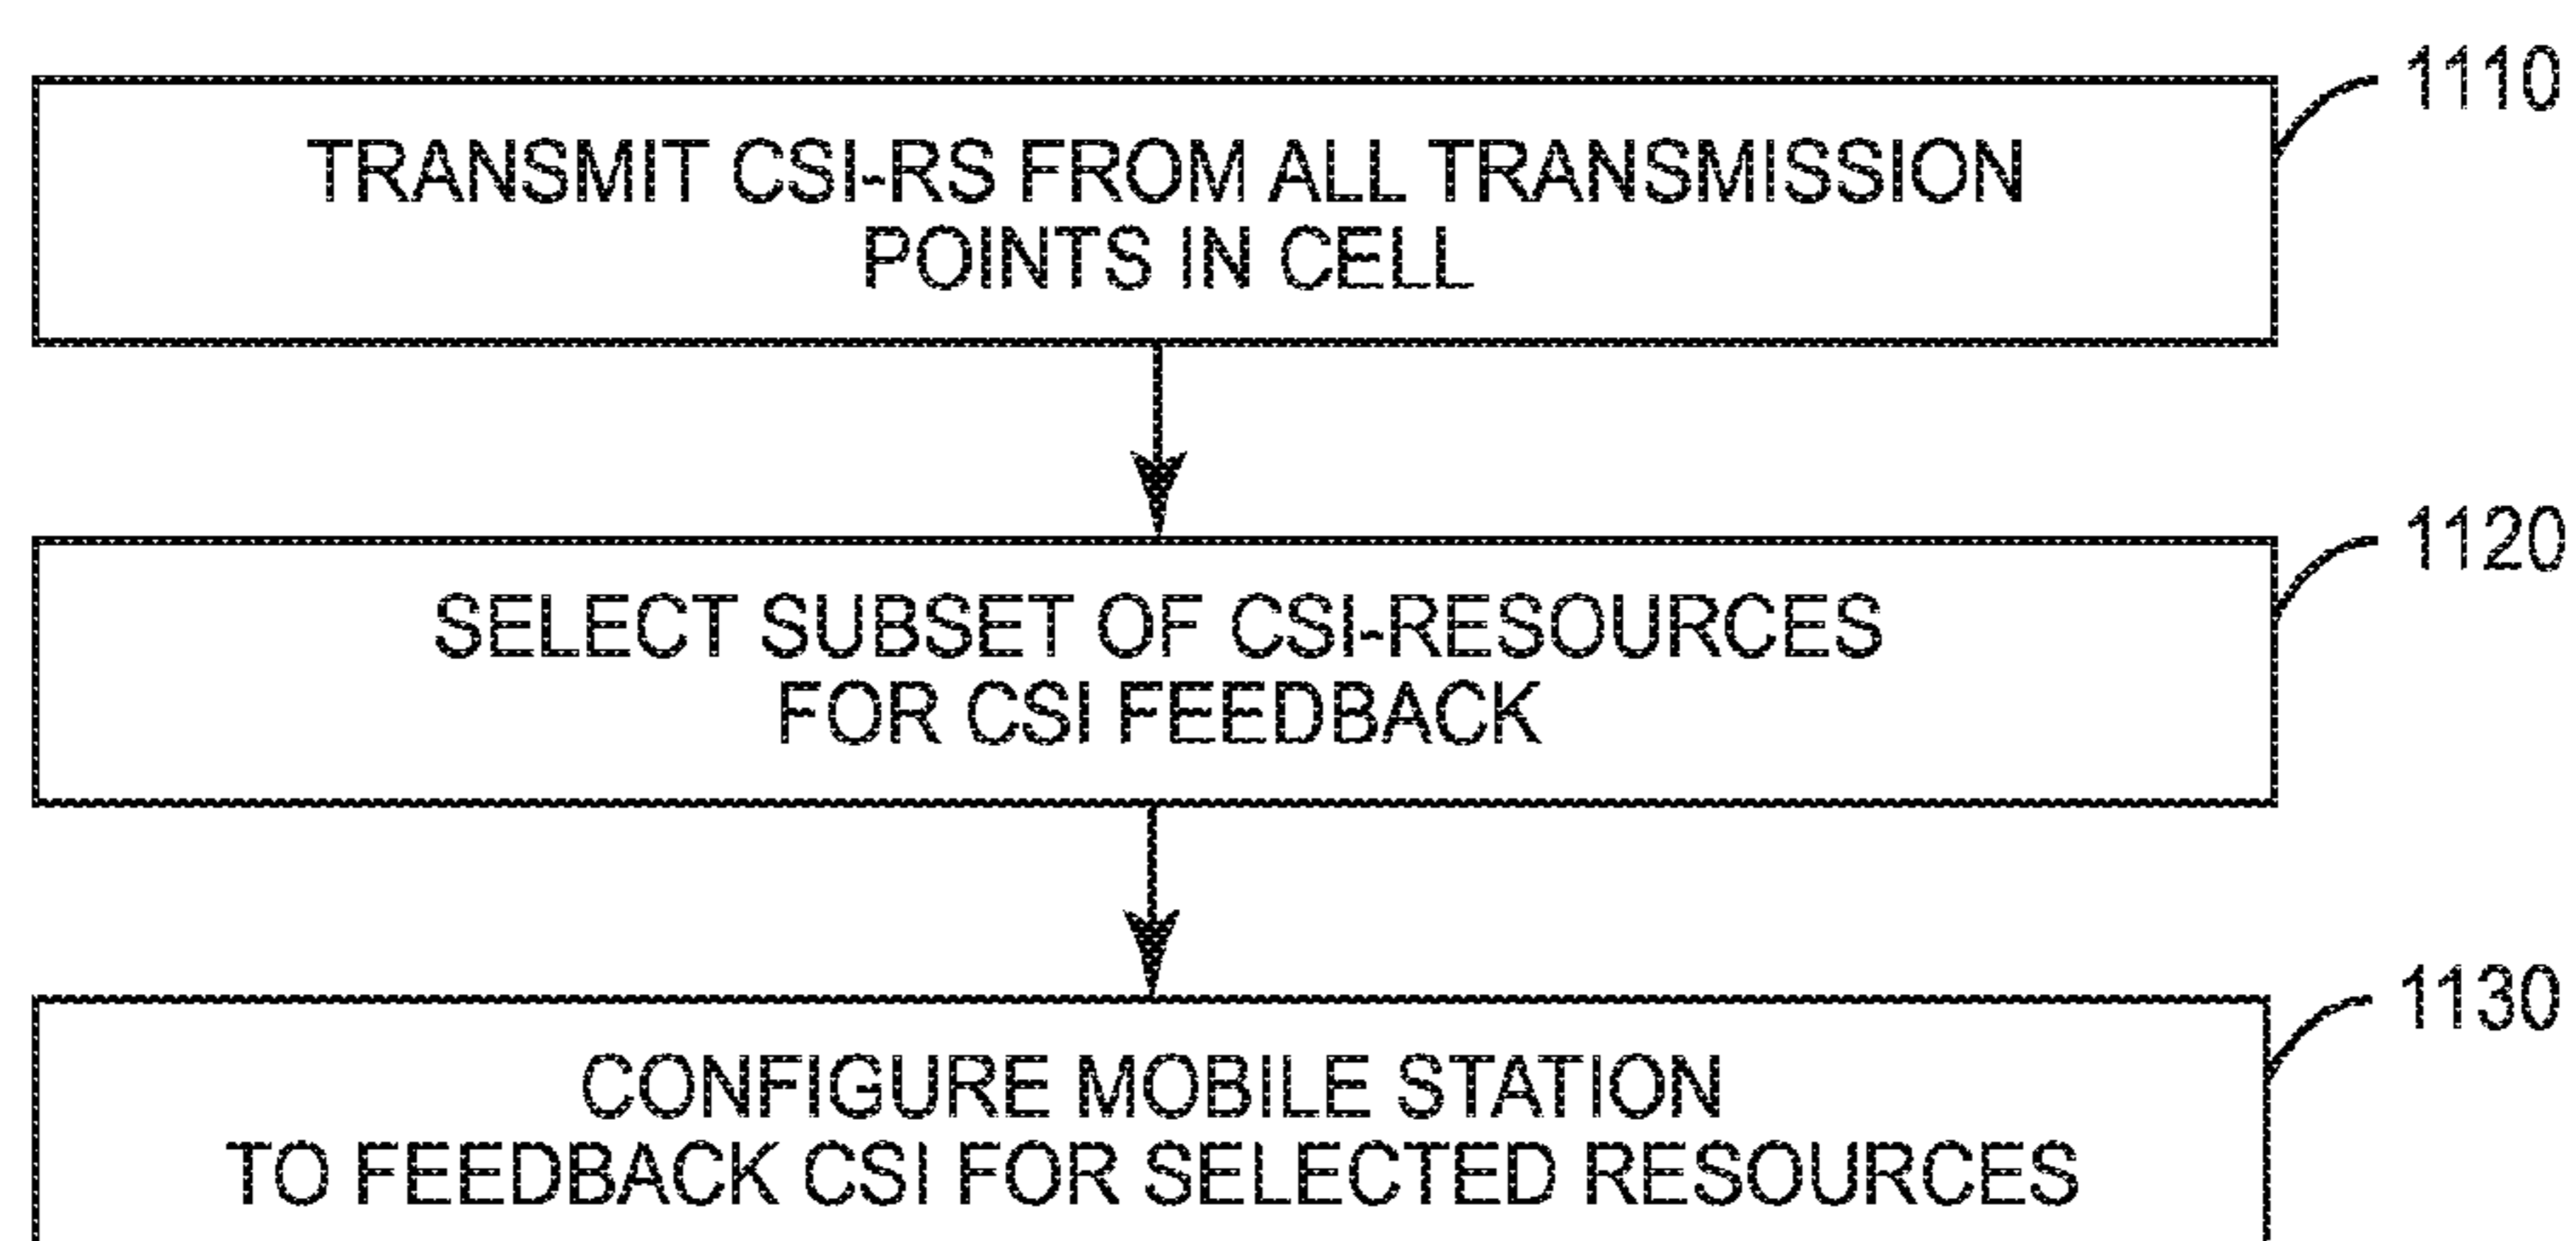 1110
TRANSMIT CSI-RS FROM ALL TRANSMISSION
POINTS IN CELL
1120
SELECT SUBSET OF CSI-RESOURCES
FOR CSI FEEDBACK
1130
CONFIGURE MOBILE STATION
TO FEEDBACK CSI FOR SELECTED RESOURCES